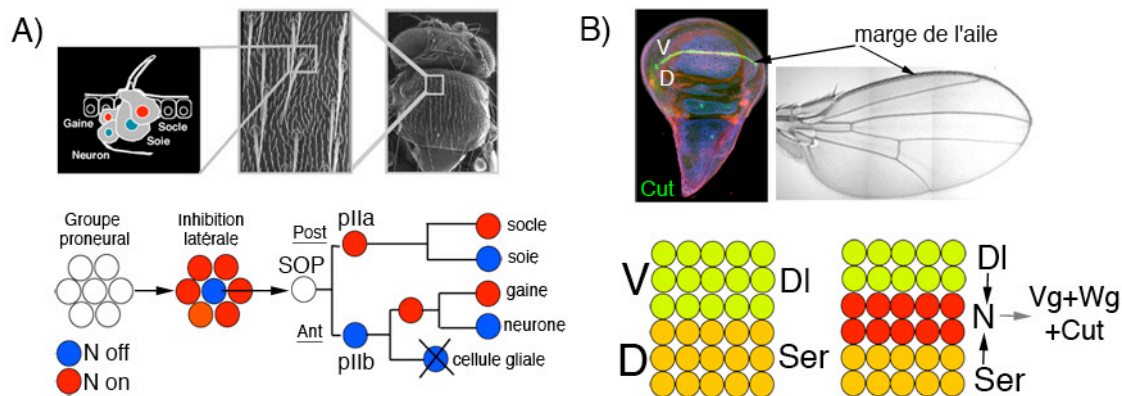 A)
Gaine
Socle
Soie
Neuron
Groupe
proneural
Inhibition
latérale
N off
N on
SOP
Post
Ant
pIIa
pIIb
socle
soie
gaine
neurone
cellule gliale
B)
marge de l'aile
V
D
Cut
V
D
Dl
Ser
Dl
N
Ser
Vg+Wg
+Cut